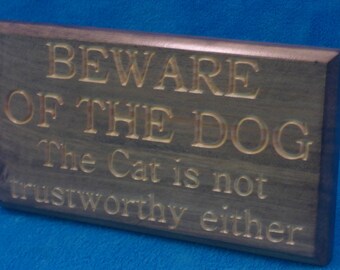 BEWARE
OF THE DOG
The Cat is not
trustworthy either